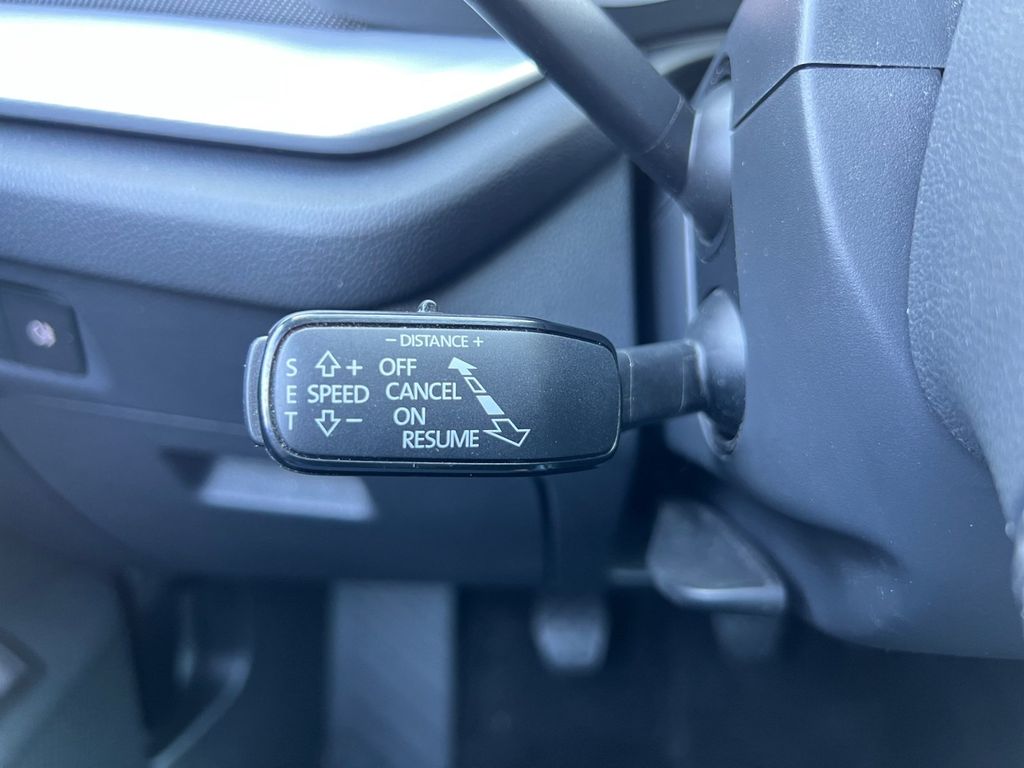 - DISTANCE +
S + OFF
E SPEED CANCEL
T - ON
RESUME